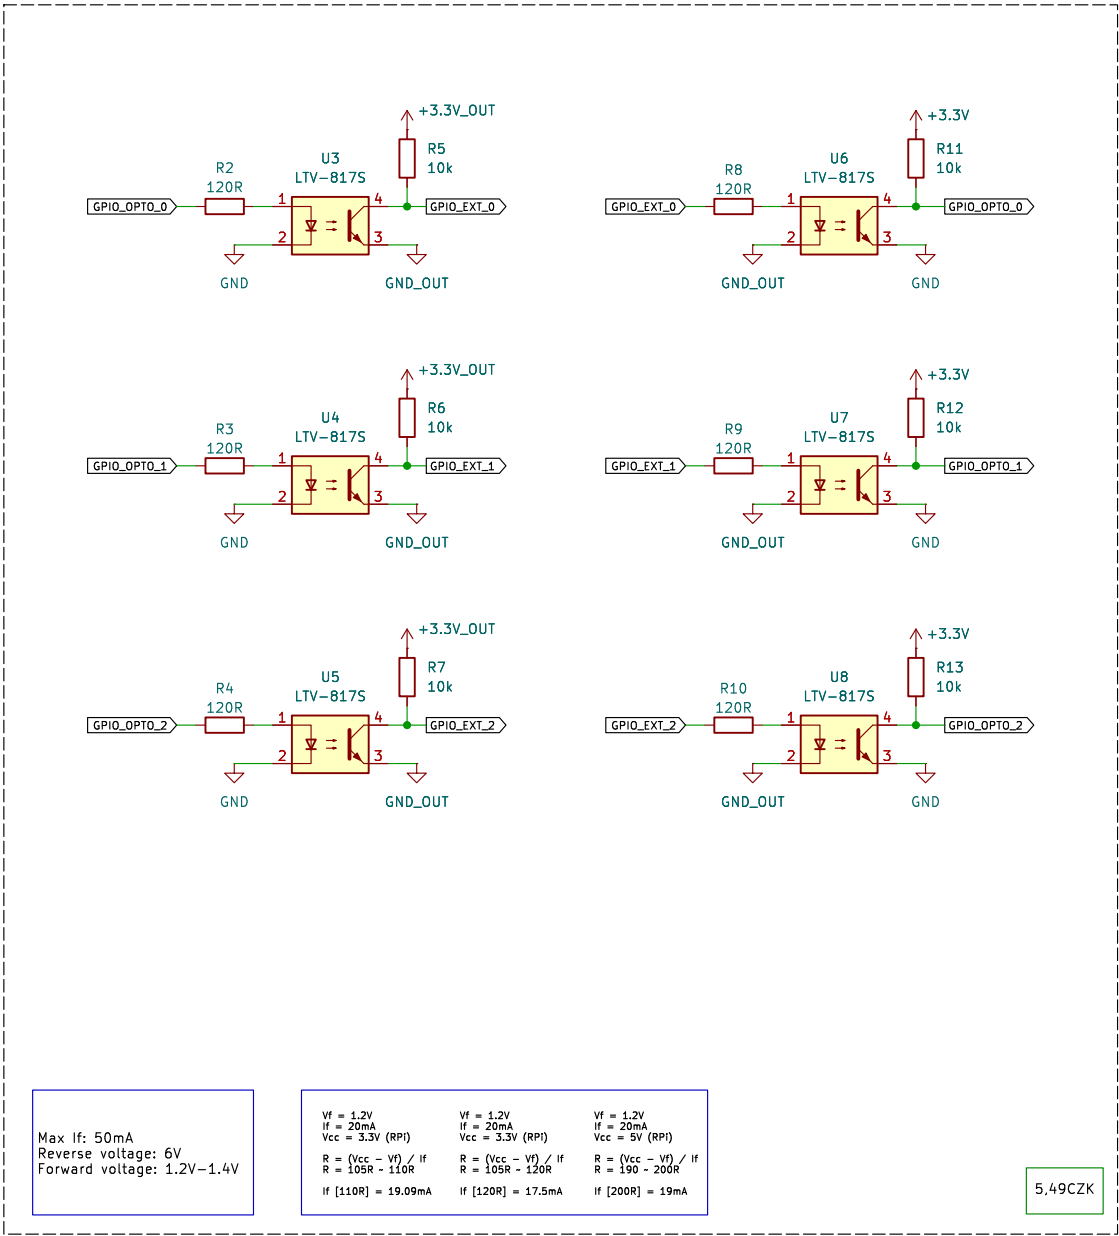 +3.3V_OUT
R5
10k
U3
LTV-817S
R2
120R
GPIO_OPTO_0
1
4
GPIO_EXT_0
2
3
GND
GND_OUT
+3.3V
R11
10k
U6
LTV-817S
R8
120R
GPIO_EXT_0
1
4
GPIO_OPTO_0
2
3
GND_OUT
GND
+3.3V_OUT
R6
10k
U4
LTV-817S
R3
120R
GPIO_OPTO_1
1
4
GPIO_EXT_1
2
3
GND
GND_OUT
+3.3V
R12
10k
U7
LTV-817S
R9
120R
GPIO_EXT_1
1
4
GPIO_OPTO_1
2
3
GND_OUT
GND
+3.3V_OUT
R7
10k
U5
LTV-817S
R4
120R
GPIO_OPTO_2
1
4
GPIO_EXT_2
2
3
GND
GND_OUT
+3.3V
R13
10k
U8
LTV-817S
R10
120R
GPIO_EXT_2
1
4
GPIO_OPTO_2
2
3
GND_OUT
GND
Max If: 50mA
Reverse voltage: 6V
Forward voltage: 1.2V-1.4V
Vf = 1.2V
If = 20mA
Vcc = 3.3V (RPi)
R = (Vcc - Vf) / If
R = 105R ~ 110R
If [110R] = 19.09mA
Vf = 1.2V
If = 20mA
Vcc = 3.3V (RPi)
R = (Vcc - Vf) / If
R = 105R ~ 120R
If [120R] = 17.5mA
Vf = 1.2V
If = 20mA
Vcc = 5V (RPi)
R = (Vcc - Vf) / If
R = 190 ~ 200R
If [200R] = 19mA
5,49CZK